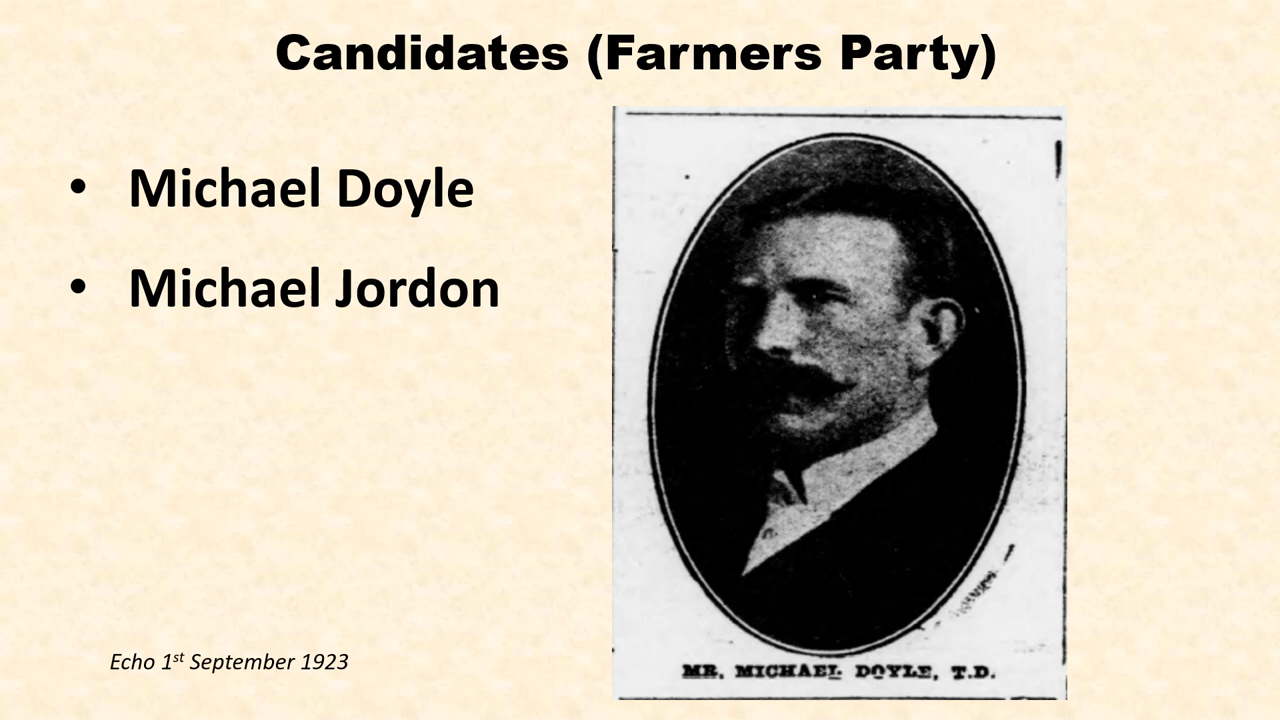 Candidates (Farmers Party)
• Michael Doyle
• Michael Jordon
Echo 1st September 1923
MR. MICHAEL DOYLE, T.D.